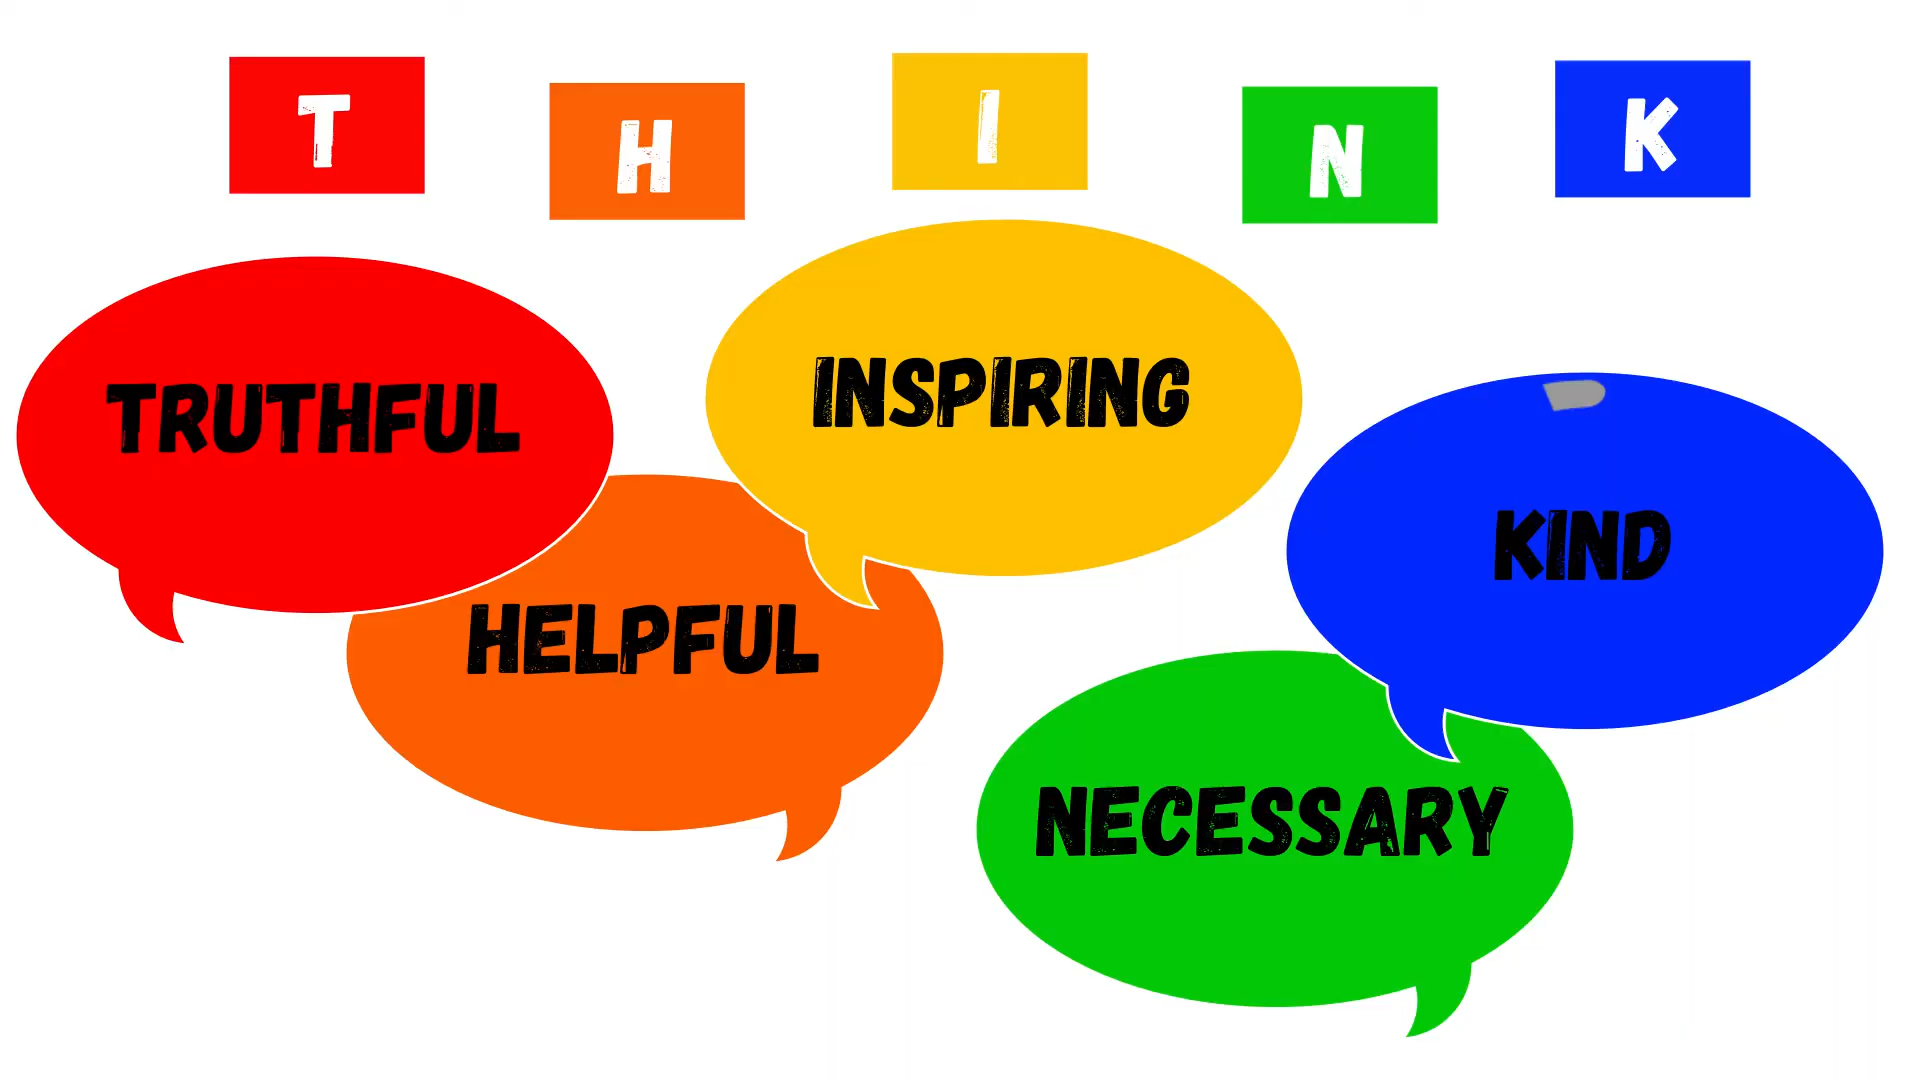 T H I N K
TRUTHFUL
INSPIRING
KIND
HELPFUL
NECESSARY